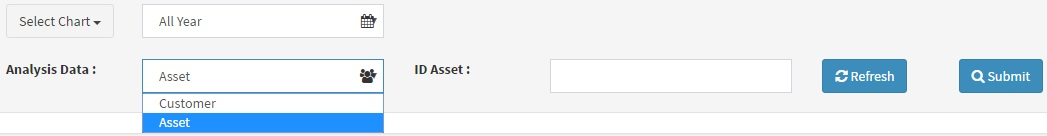 Select Chart
All Year
Analysis Data :
Asset
ID Asset :
Refresh
Submit
Customer
Asset